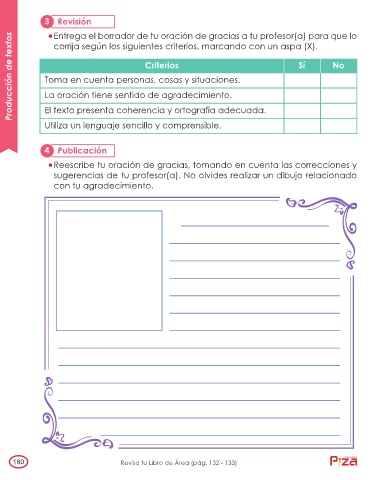 3 Revisión
Entrega el borrador de tu oración de gracias a tu profesor(a) para que lo
corrija según los siguientes criterios, marcando con un aspa (X).
Criterios Sí No
Toma en cuenta personas, cosas y situaciones.
La oración tiene sentido de agradecimiento.
El texto presenta coherencia y ortografía adecuada.
Utiliza un lenguaje sencillo y comprensible.
4 Publicación
Reescribe tu oración de gracias, tomando en cuenta las correcciones y
sugerencias de tu profesor(a). No olvides realizar un dibujo relacionado
con tu agradecimiento.
Producción de textos
180
Revisa tu Libro de Área (pág. 132 - 133)